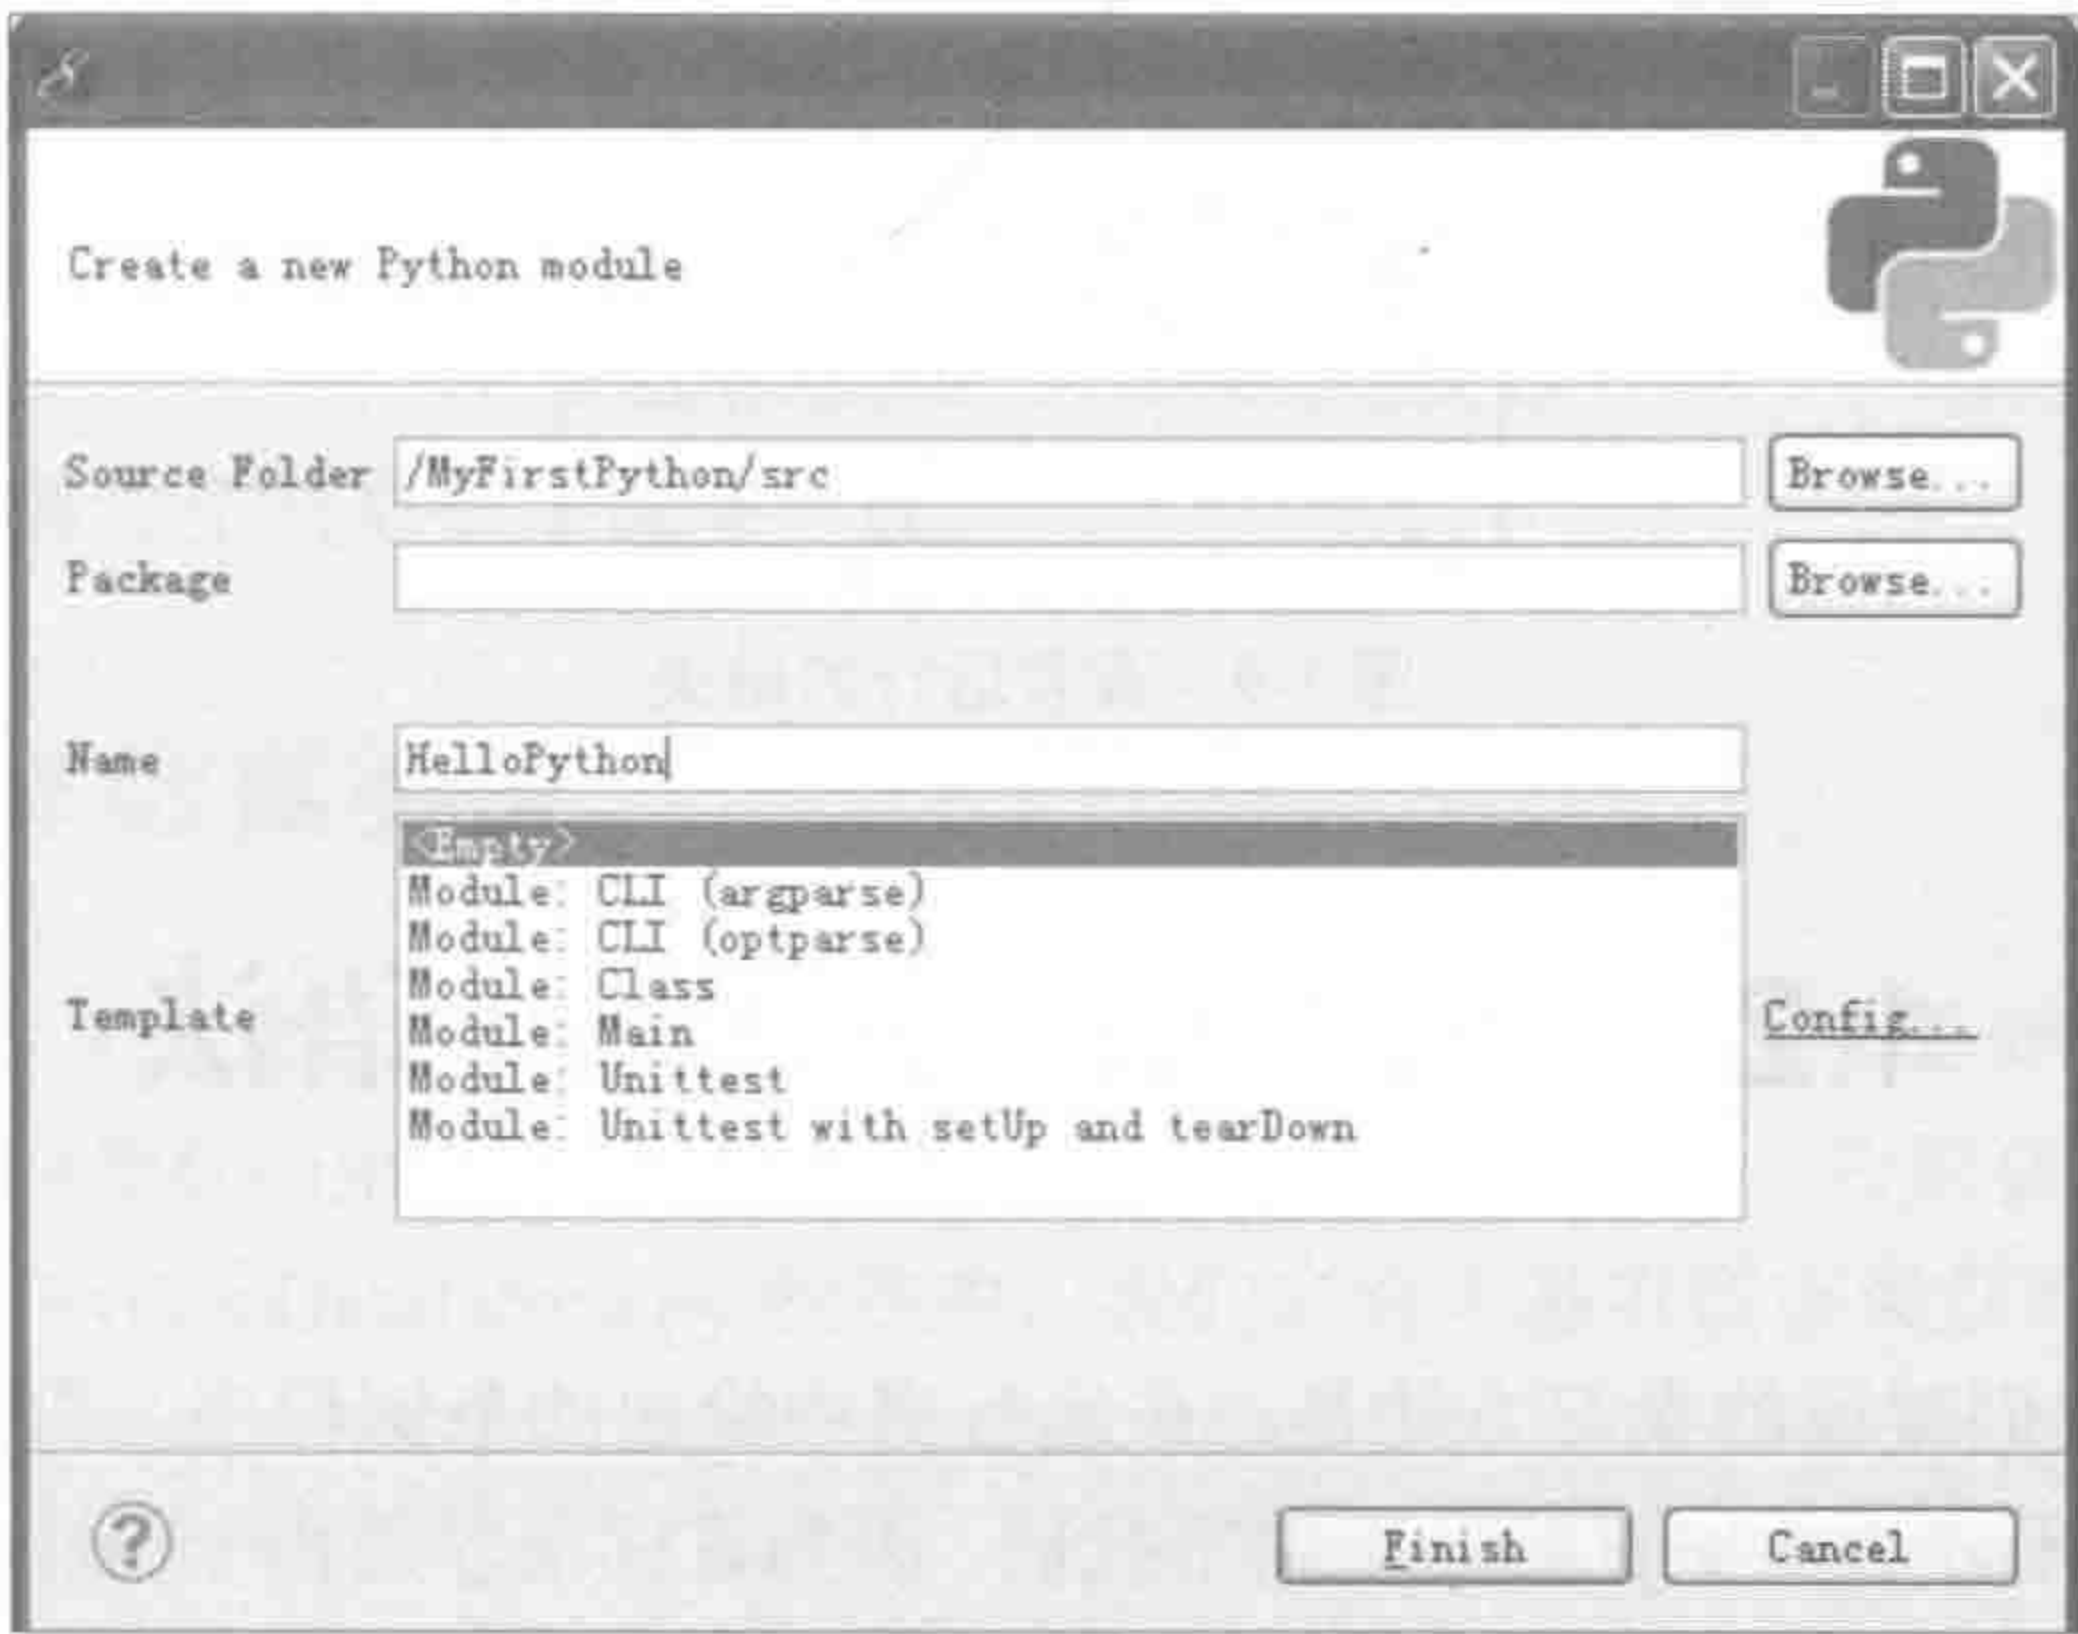 Create a new Python module
Source Folder /MyFirstPython/src Browse...
Package Browse...
Name HelloPython
<Empty>
Module: CLI (argparse)
Module: CLI (optparse)
Module: Class
Template Module: Main Config...
Module: Unittest
Module: Unittest with setUp and tearDown
? Finish Cancel